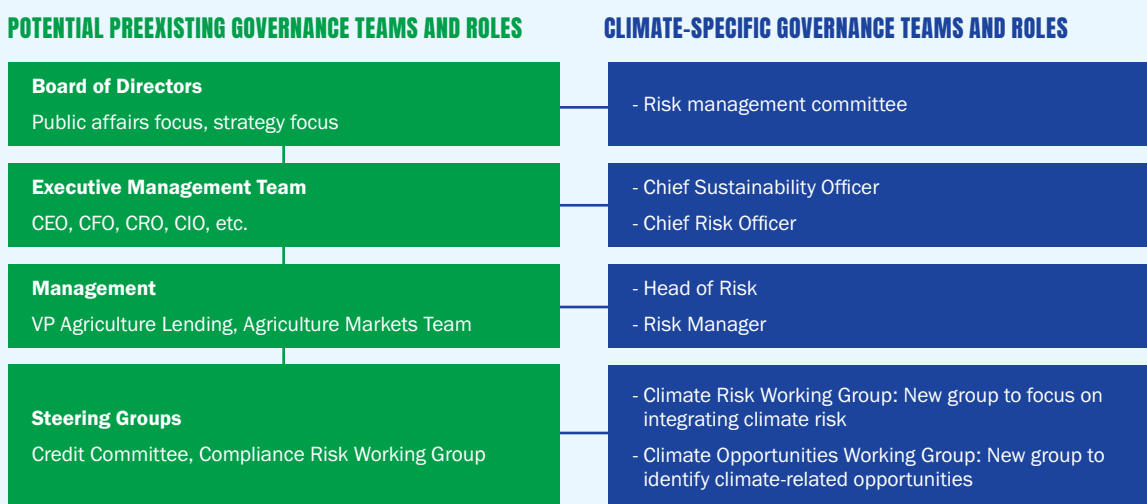 POTENTIAL PREEXISTING GOVERNANCE TEAMS AND ROLES
CLIMATE-SPECIFIC GOVERNANCE TEAMS AND ROLES
Board of Directors
Public affairs focus, strategy focus
- Risk management committee
Executive Management Team
CEO, CFO, CRO, CIO, etc.
- Chief Sustainability Officer
- Chief Risk Officer
Management
VP Agriculture Lending, Agriculture Markets Team
- Head of Risk
- Risk Manager
Steering Groups
Credit Committee, Compliance Risk Working Group
- Climate Risk Working Group: New group to focus on
integrating climate risk
- Climate Opportunities Working Group: New group to
identify climate-related opportunities